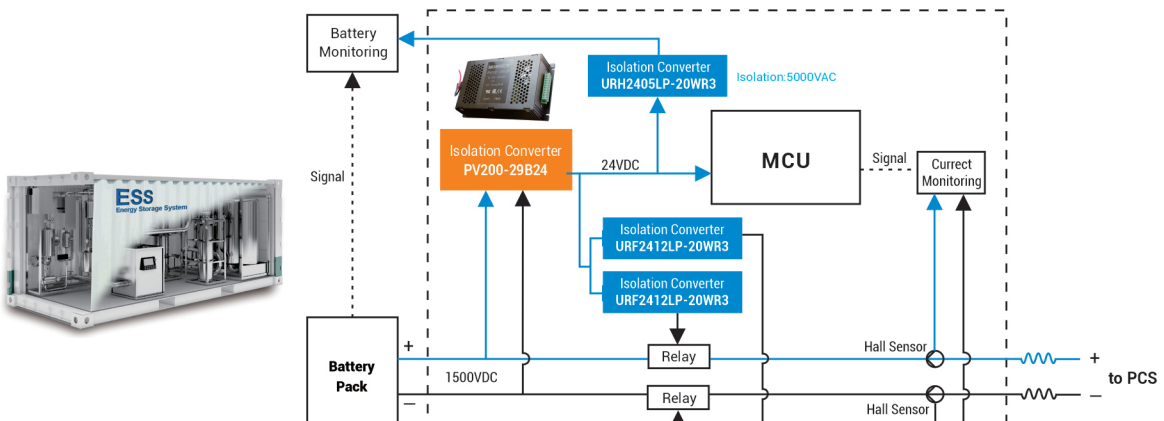 Battery
Monitoring
Isolation Converter
URH2405LP-20WR3
Isolation:5000VAC
Isolation Converter
PV200-29B24
24VDC
MCU
Signal
Currect
Monitoring
Signal
ESS
Energy Storage System
Isolation Converter
URF2412LP-20WR3
Isolation Converter
URF2412LP-20WR3
Battery
Pack
+
1500VDC
—
Relay
Hall Sensor
+
to PCS
—
Relay
Hall Sensor